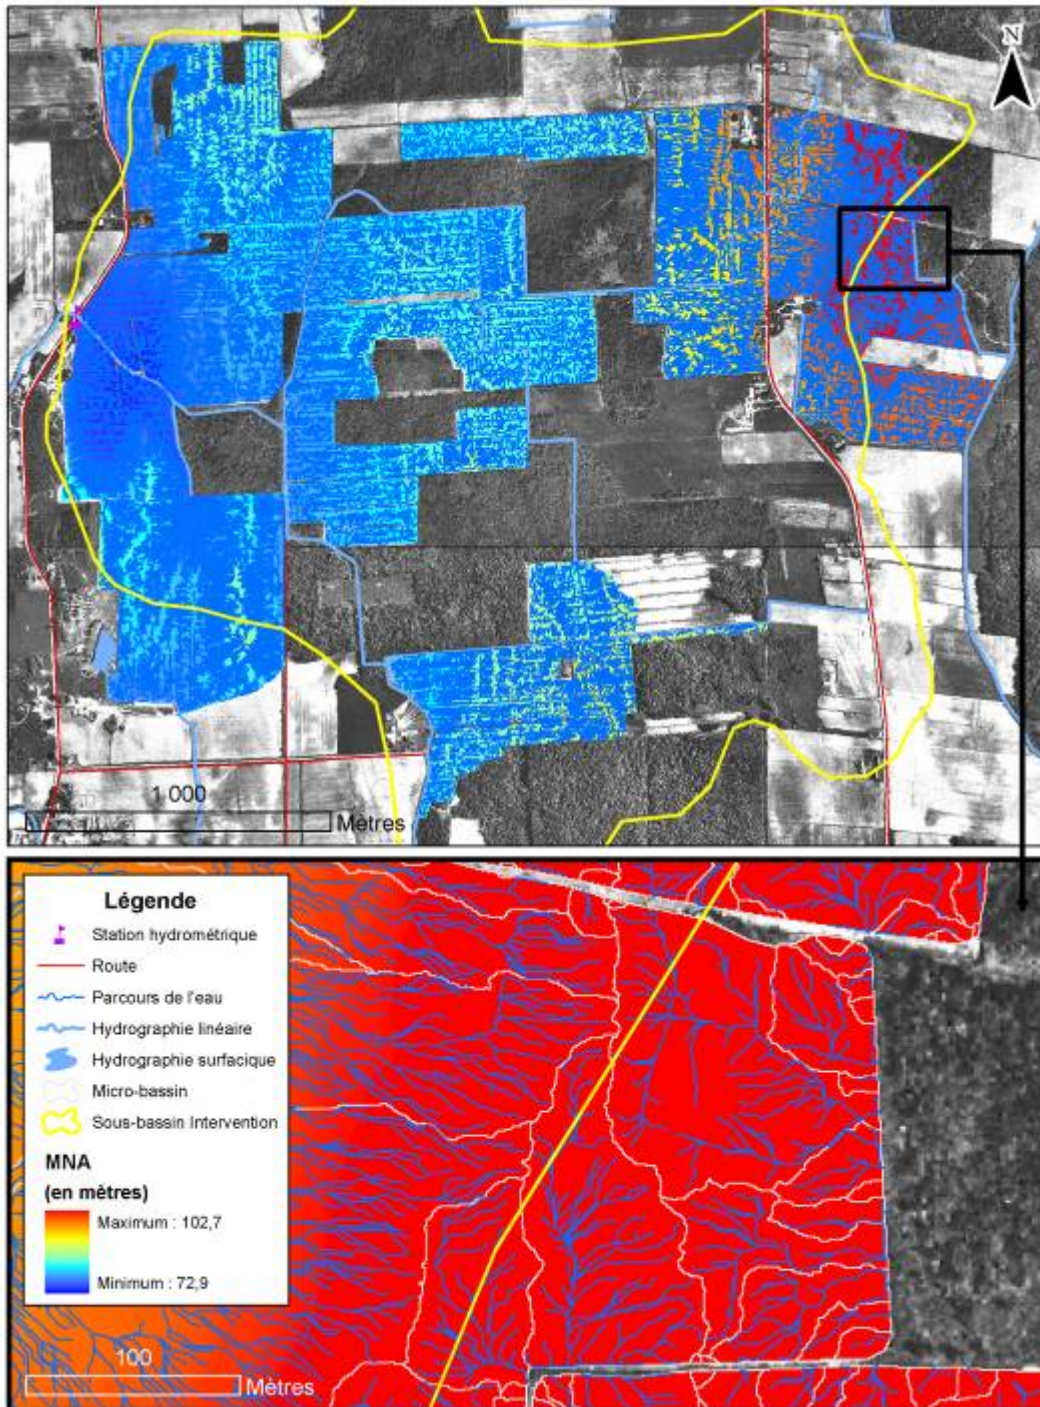 N
1 000
Mètres
Légende
Station hydrométrique
Route
Parcours de l'eau
Hydrographie linéaire
Hydrographie surfacique
Micro-bassin
Sous-bassin Intervention
MNA
(en mètres)
Maximum : 102,7
Minimum : 72,9
100
Mètres